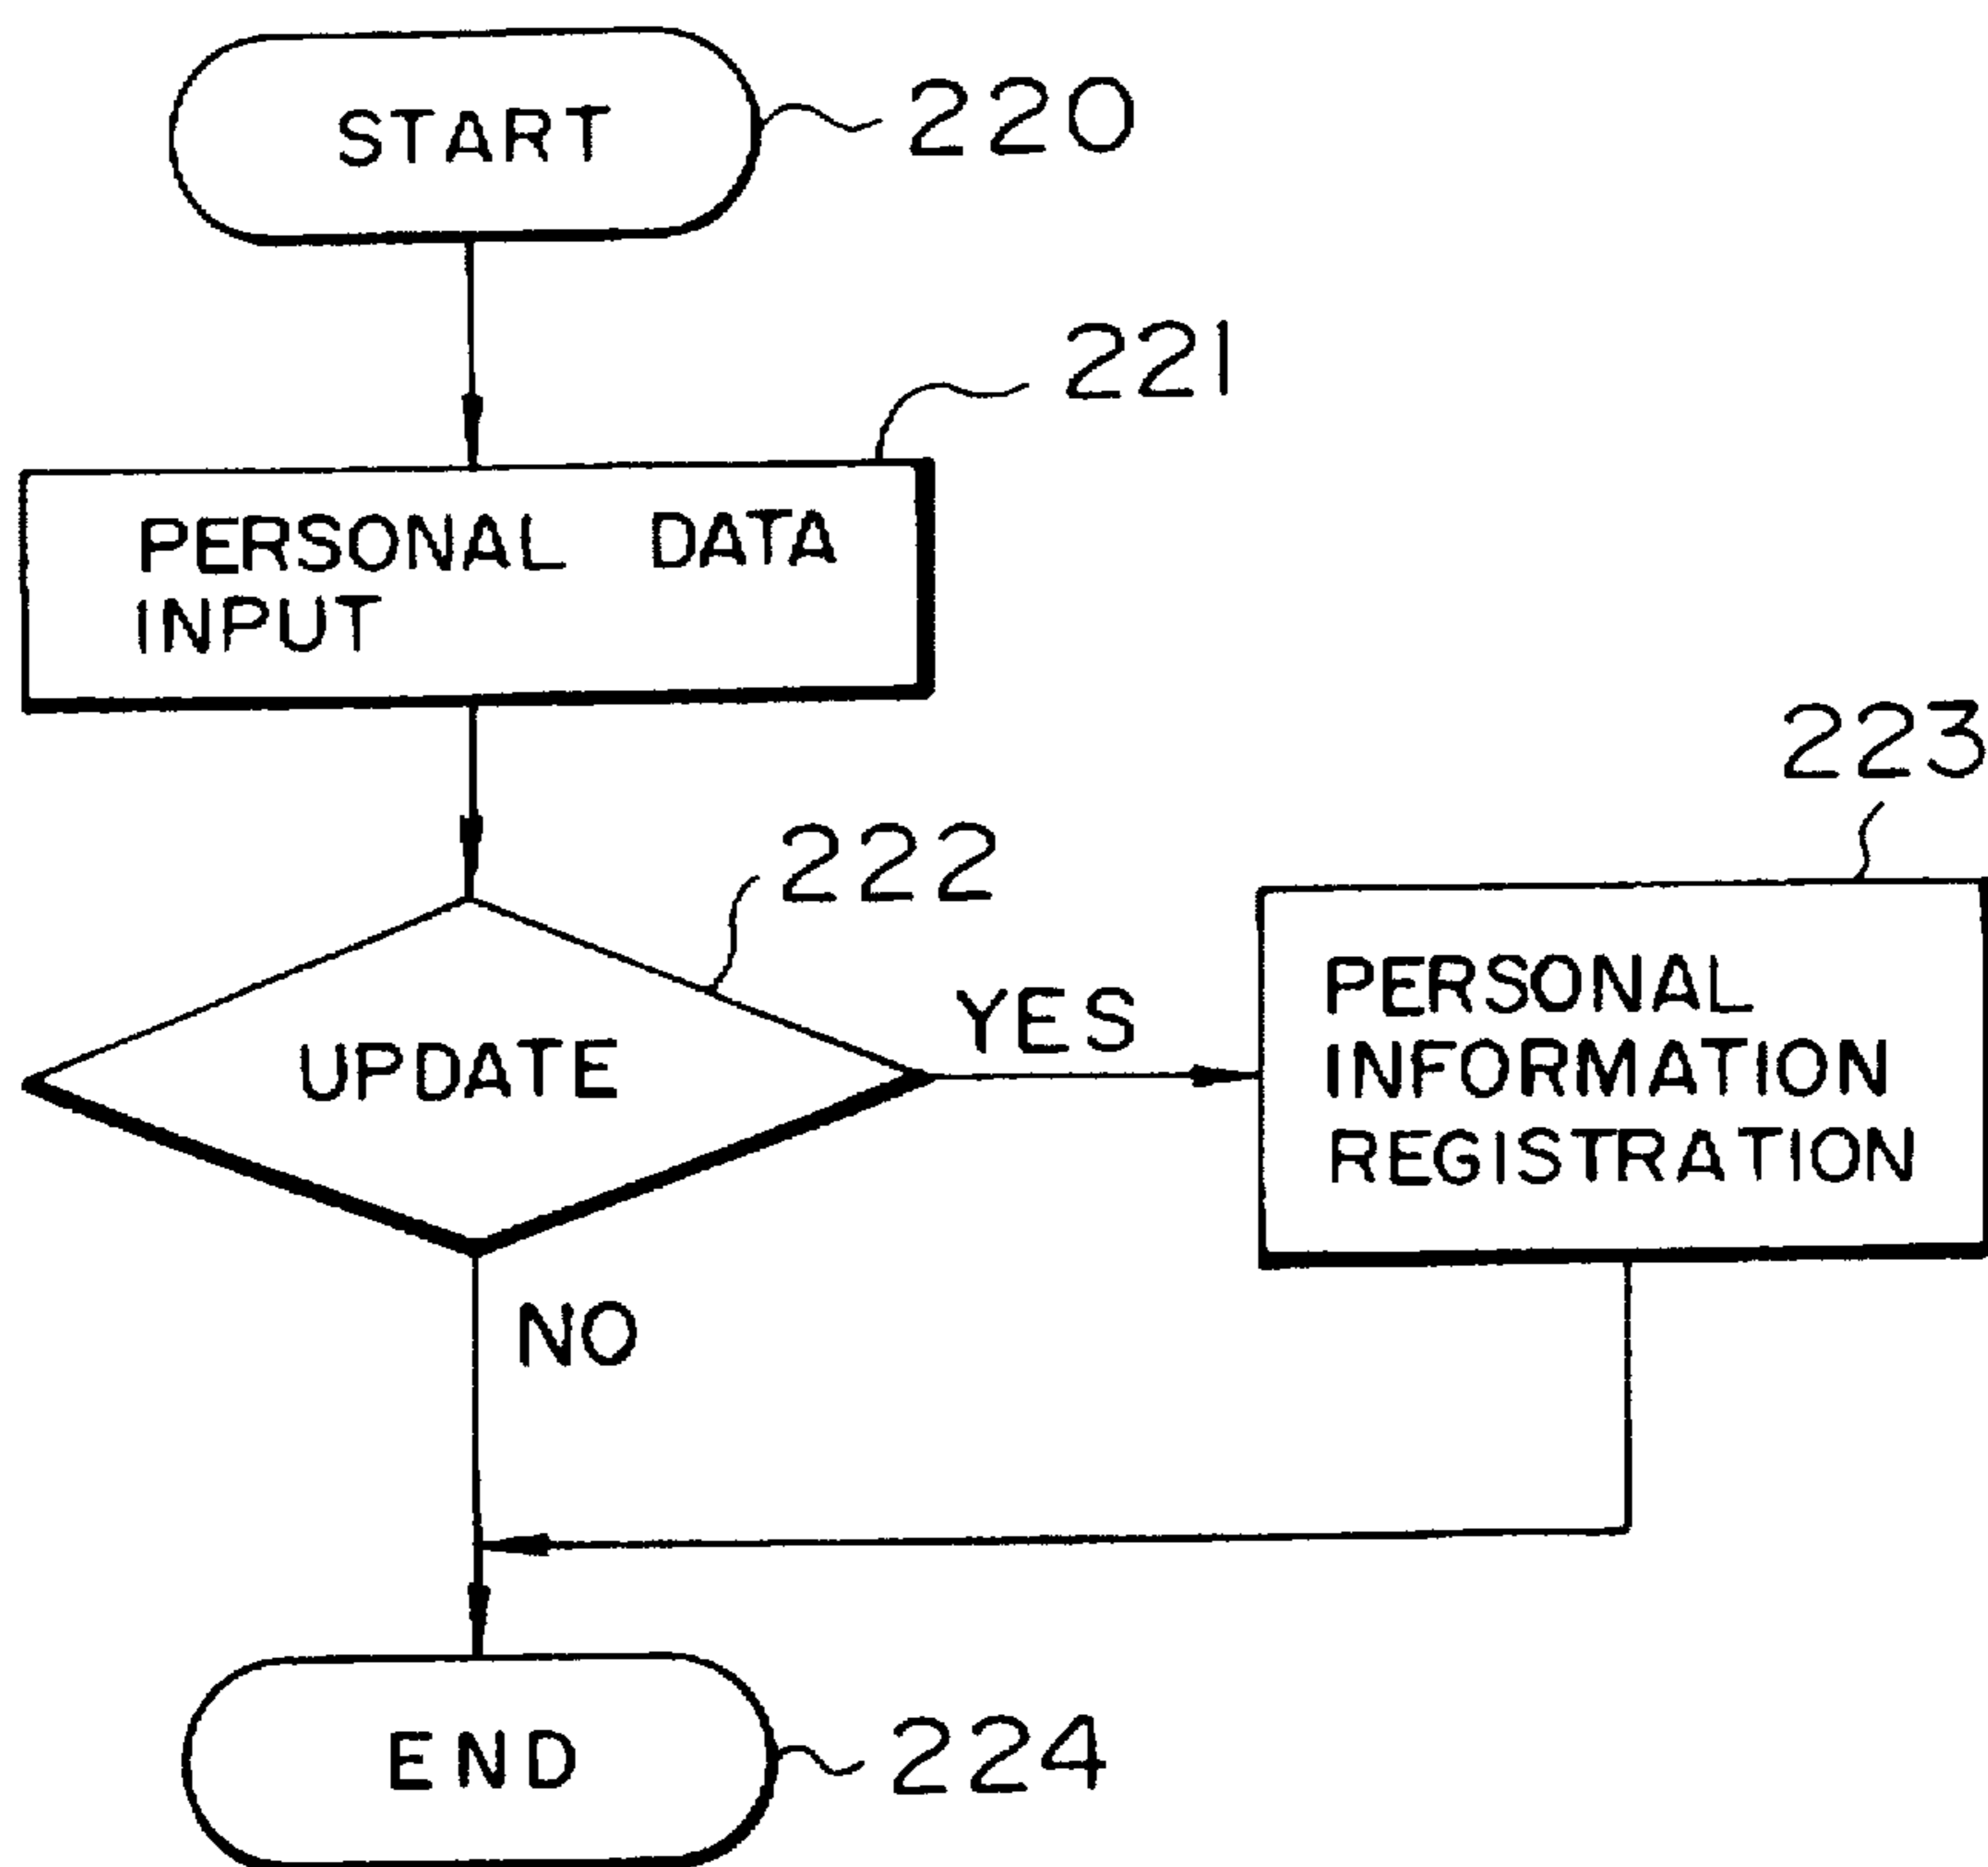 START
220
221
PERSONAL DATA
INPUT
223
222
YES
UPDATE
PERSONAL
INFORMATION
REGISTRATION
NO
END
224